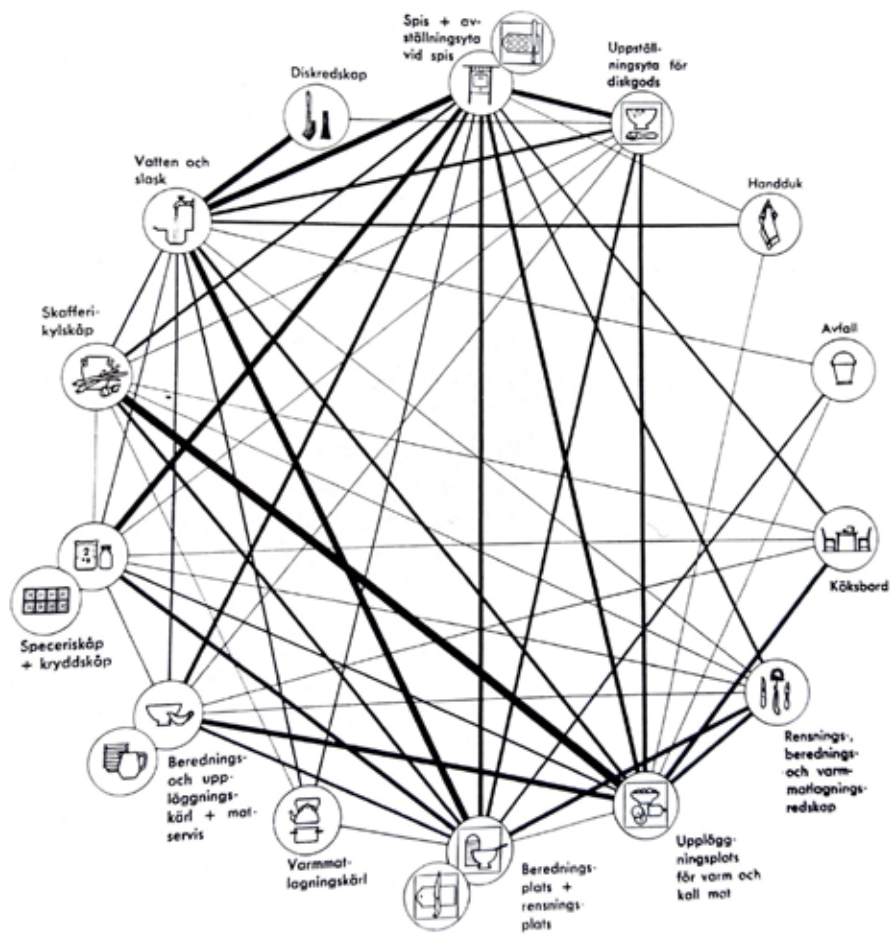 Spis + av-
ställningsyta
vid spis
Uppställ-
ningsyta för
diskgods
Diskredskap
Vatten och
slask
Handduk
Skafferi-
kylskåp
Avfall
Köksbord
Speceriskåp
+ kryddskåp
Rensnings-,
berednings-
och varm-
matlagnings-
redskap
Berednings-
och upp-
läggnings-
kärl + mat-
servis
Varmmat-
lagningskärl
Berednings-
plats +
rensnings-
plats
Upplägg-
ningsplats
för varm och
kall mat